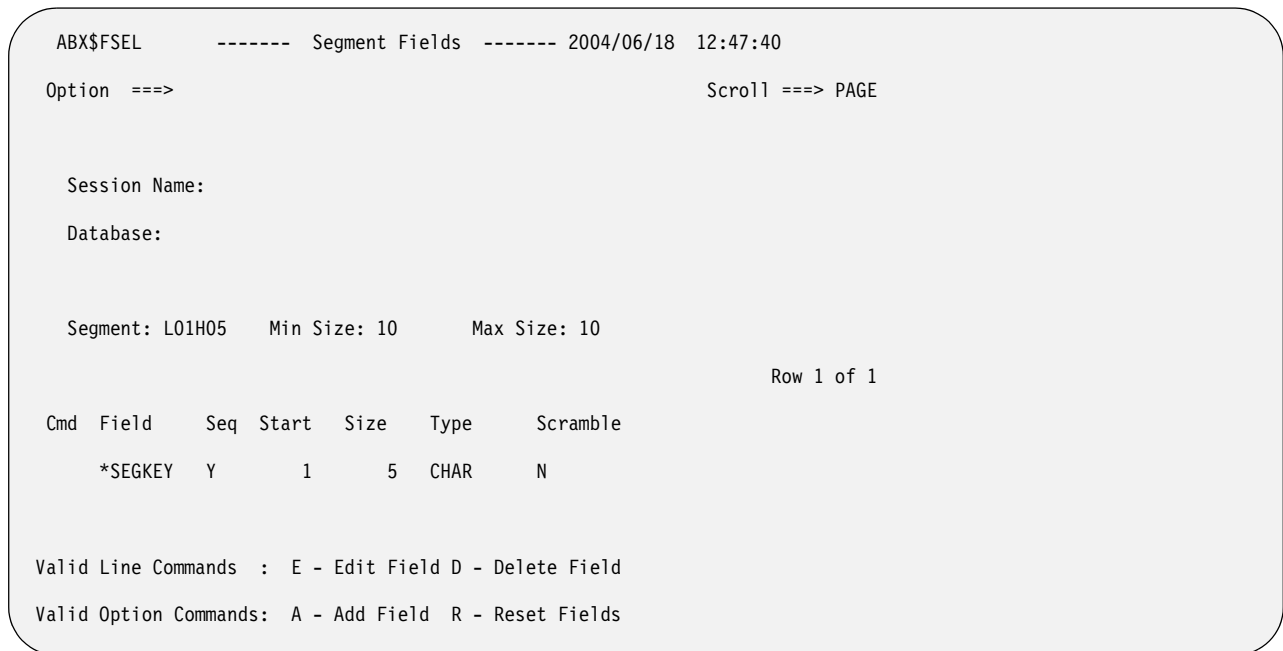 ABX$FSEL ------- Segment Fields ------- 2004/06/18 12:47:40
Option ===> Scroll ===> PAGE
Session Name:
Database:
Segment: L01H05 Min Size: 10 Max Size: 10
Row 1 of 1
Cmd Field Seq Start Size Type Scramble
*SEGKEY Y 1 5 CHAR N
Valid Line Commands : E - Edit Field D - Delete Field
Valid Option Commands: A - Add Field R - Reset Fields